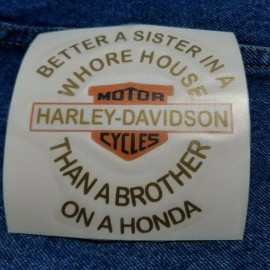 BETTER A SISTER IN A
WHORE HOUSE
MOTOR
HARLEY-DAVIDSON
CYCLES
THAN A BROTHER
ON A HONDA